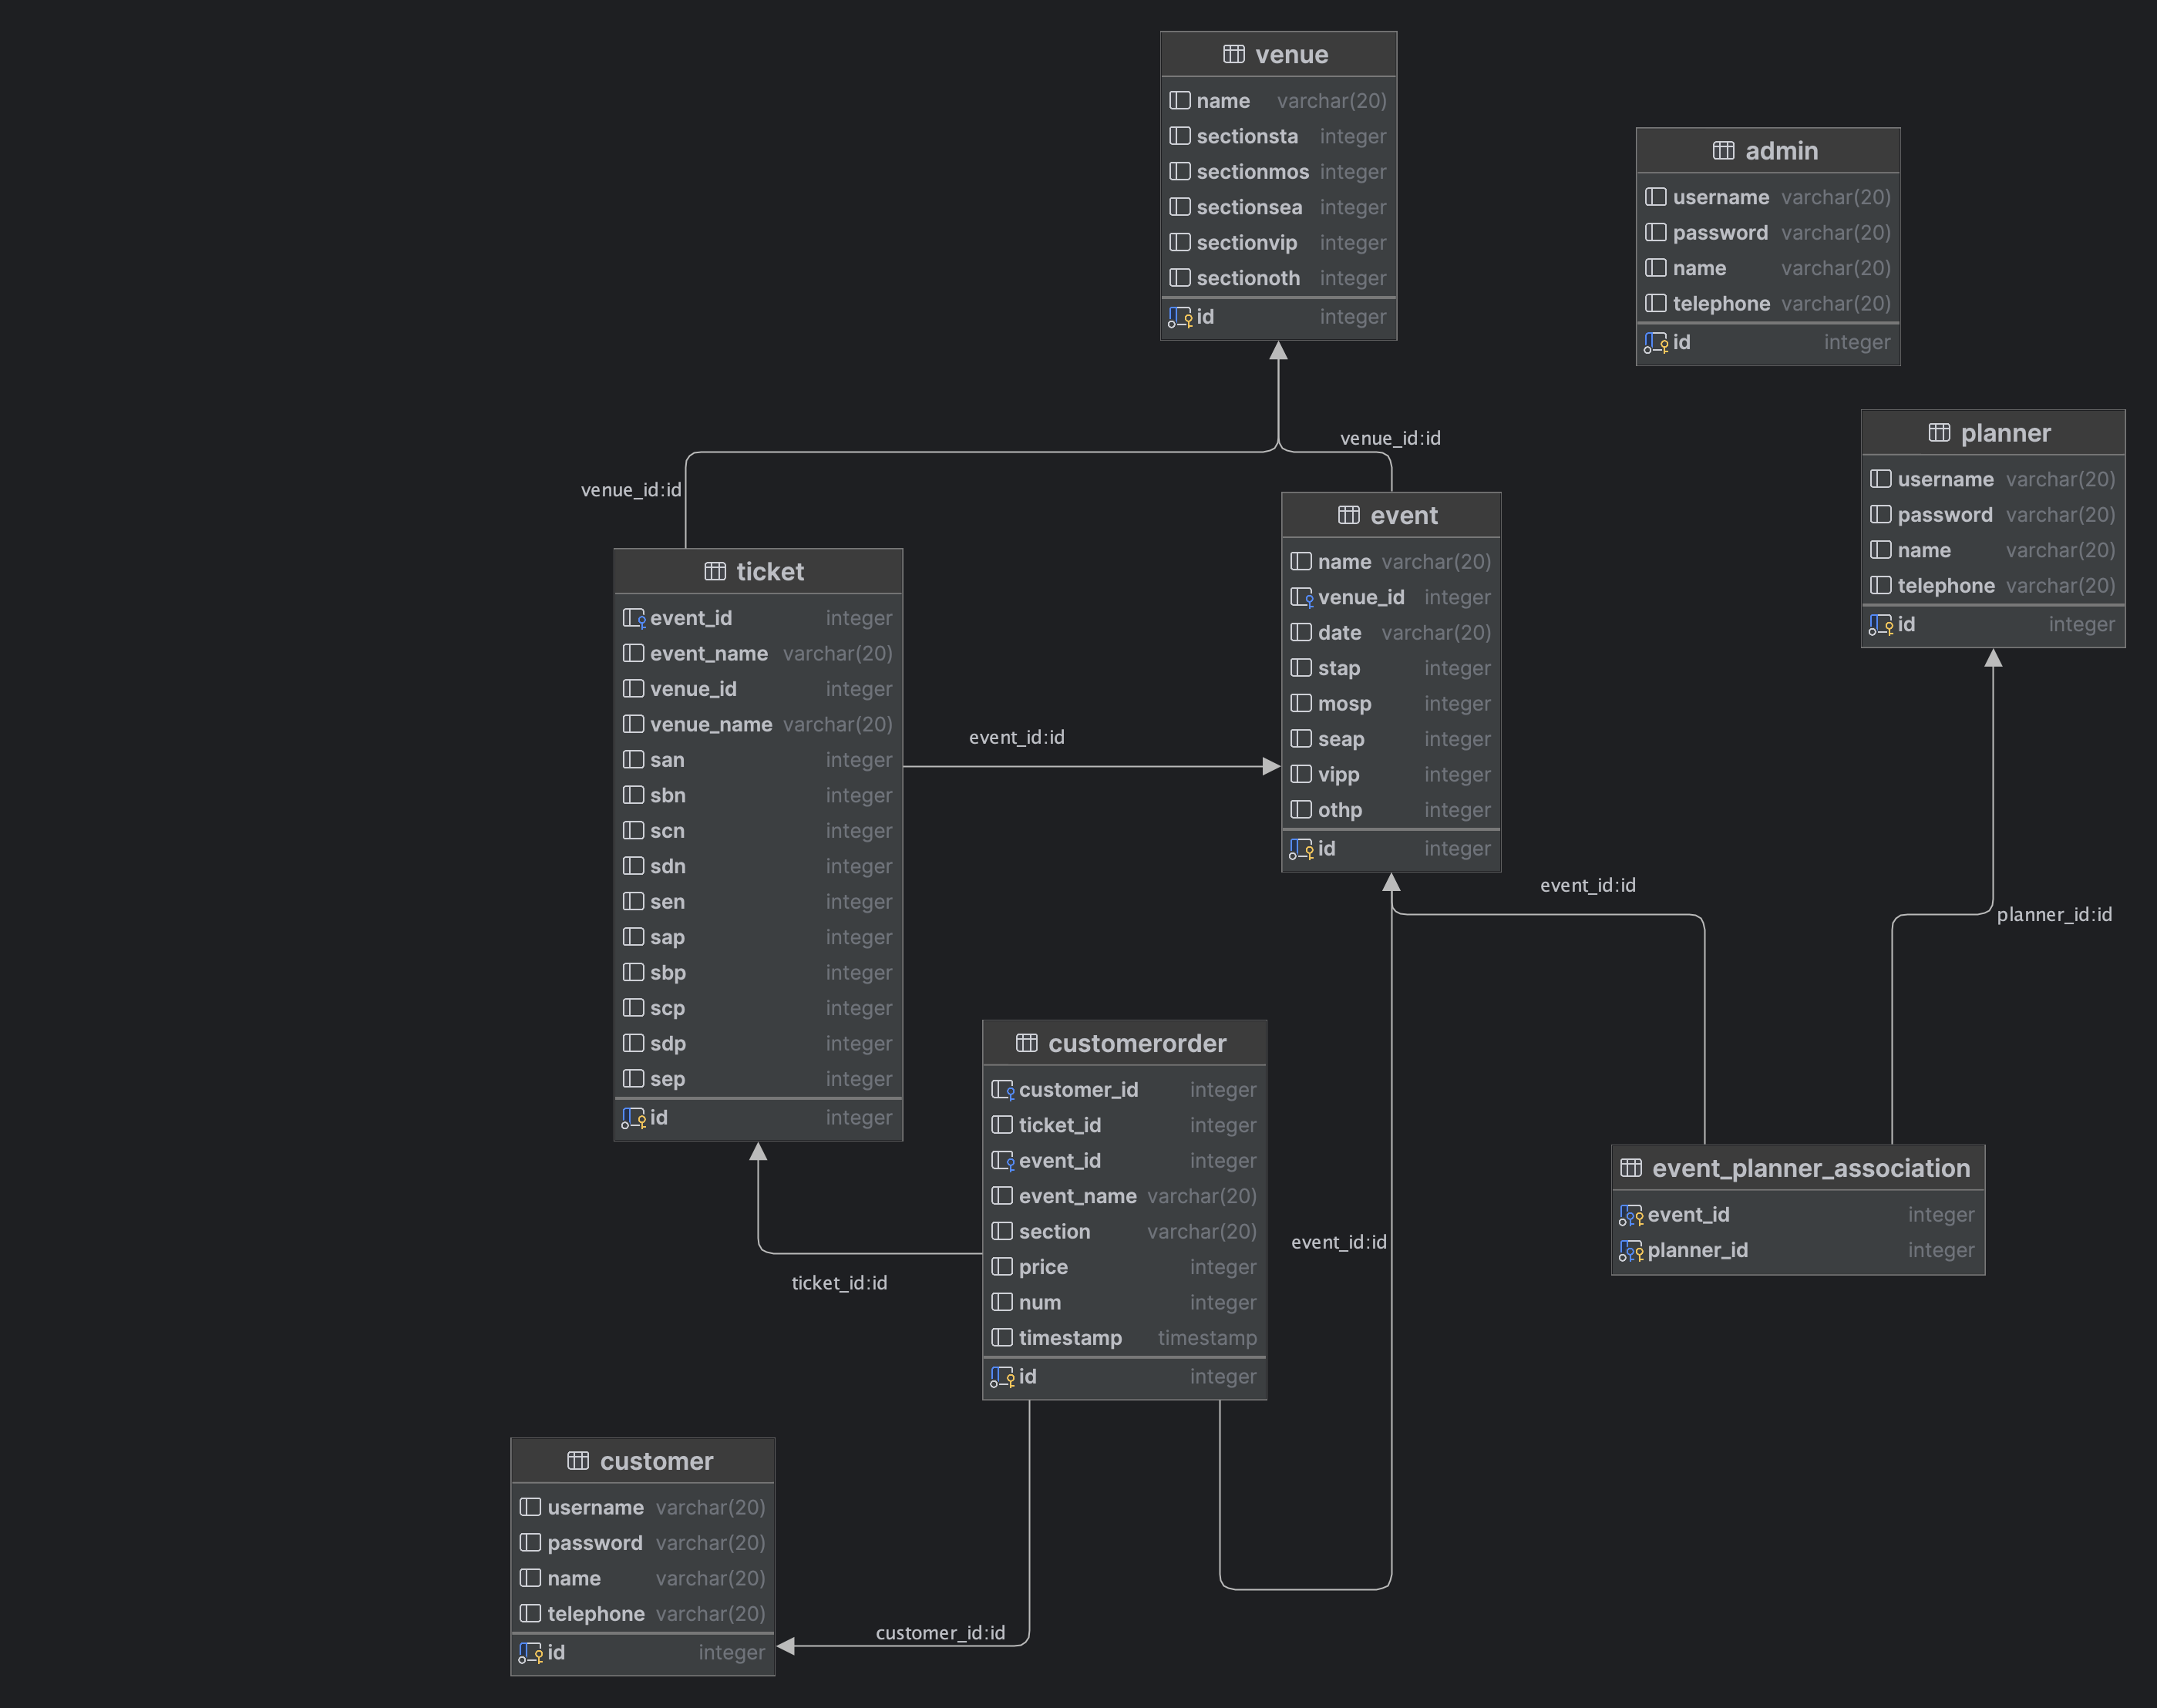 venue
name varchar(20)
sectionsta integer
sectionmos integer
sectionsea integer
sectionvip integer
sectionoth integer
id integer
admin
username varchar(20)
password varchar(20)
name varchar(20)
telephone varchar(20)
id integer
planner
username varchar(20)
password varchar(20)
name varchar(20)
telephone varchar(20)
id integer
venue_id:id
venue_id:id
event
name varchar(20)
venue_id integer
date varchar(20)
stap integer
mosp integer
seap integer
vipp integer
othp integer
id integer
ticket
event_id integer
event_name varchar(20)
venue_id integer
venue_name varchar(20)
san integer
sbn integer
scn integer
sdn integer
sen integer
sap integer
sbp integer
scp integer
sdp integer
sep integer
id integer
event_id:id
event_id:id
planner_id:id
customerorder
customer_id integer
ticket_id integer
event_id integer
event_name varchar(20)
section varchar(20)
price integer
num integer
timestamp timestamp
id integer
event_planner_association
event_id integer
planner_id integer
event_id:id
ticket_id:id
customer
username varchar(20)
password varchar(20)
name varchar(20)
telephone varchar(20)
id integer
customer_id:id